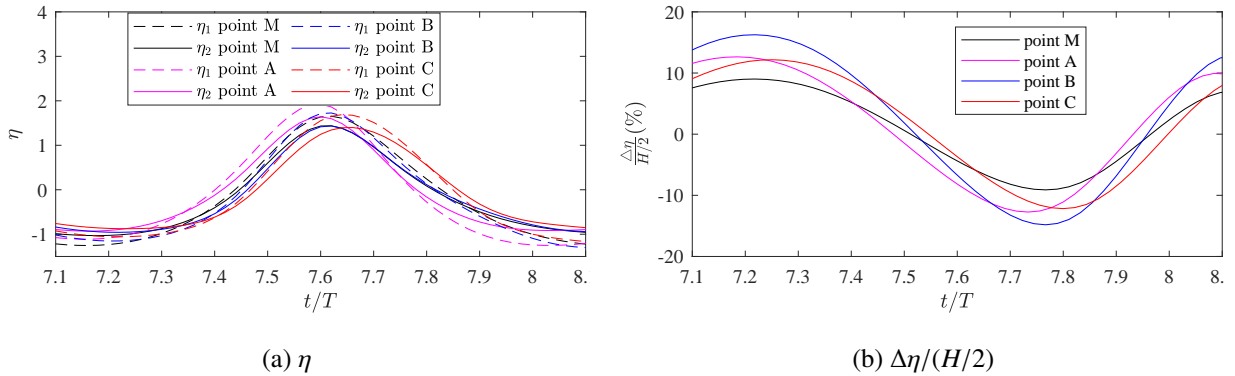 4
3
2
1
0
-1
η
η₁ point M
η₂ point M
η₁ point A
η₂ point A
η₁ point B
η₂ point B
η₁ point C
η₂ point C
7.1 7.2 7.3 7.4 7.5 7.6 7.7 7.8 7.9 8 8.
t/T
(a) η
20
10
0
-10
-20
△η/H/2 (%)
point M
point A
point B
point C
7.1 7.2 7.3 7.4 7.5 7.6 7.7 7.8 7.9 8 8.
t/T
(b) Δη/(H/2)